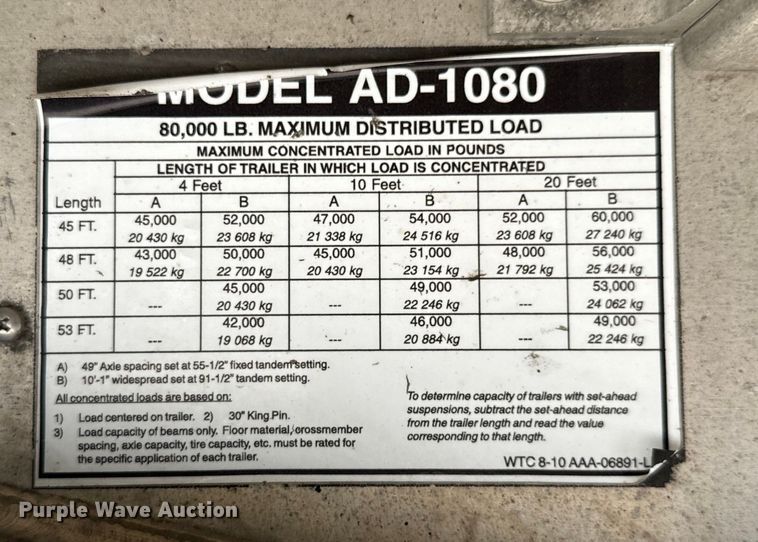 MODEL AD-1080
80,000 LB. MAXIMUM DISTRIBUTED LOAD
MAXIMUM CONCENTRATED LOAD IN POUNDS
LENGTH OF TRAILER IN WHICH LOAD IS CONCENTRATED
4 Feet 10 Feet 20 Feet
Length A B A B A B
45 FT. 45,000 52,000 47,000 54,000 52,000 60,000
20 430 kg 23 608 kg 21 338 kg 24 516 kg 23 608 kg 27 240 kg
48 FT. 43,000 50,000 45,000 51,000 48,000 56,000
19 522 kg 22 700 kg 20 430 kg 23 154 kg 21 792 kg 25 424 kg
50 FT. 45,000 49,000 53,000
--- 20 430 kg --- 22 246 kg --- 24 062 kg
53 FT. 42,000 46,000 49,000
--- 19 068 kg --- 20 884 kg --- 22 246 kg
A) 49" Axle spacing set at 55-1/2" fixed tandem setting.
B) 10'-1" widespread set at 91-1/2" tandem setting.
All concentrated loads are based on:
1) Load centered on trailer. 2) 30" King Pin.
3) Load capacity of beams only. Floor material, crossmember
spacing, axle capacity, tire capacity, etc. must be rated for
the specific application of each trailer.
To determine capacity of trailers with set-ahead
suspensions, subtract the set-ahead distance
from the trailer length and read the value
corresponding to that length.
WTC 8-10 AAA-06891-L
Purple Wave Auction